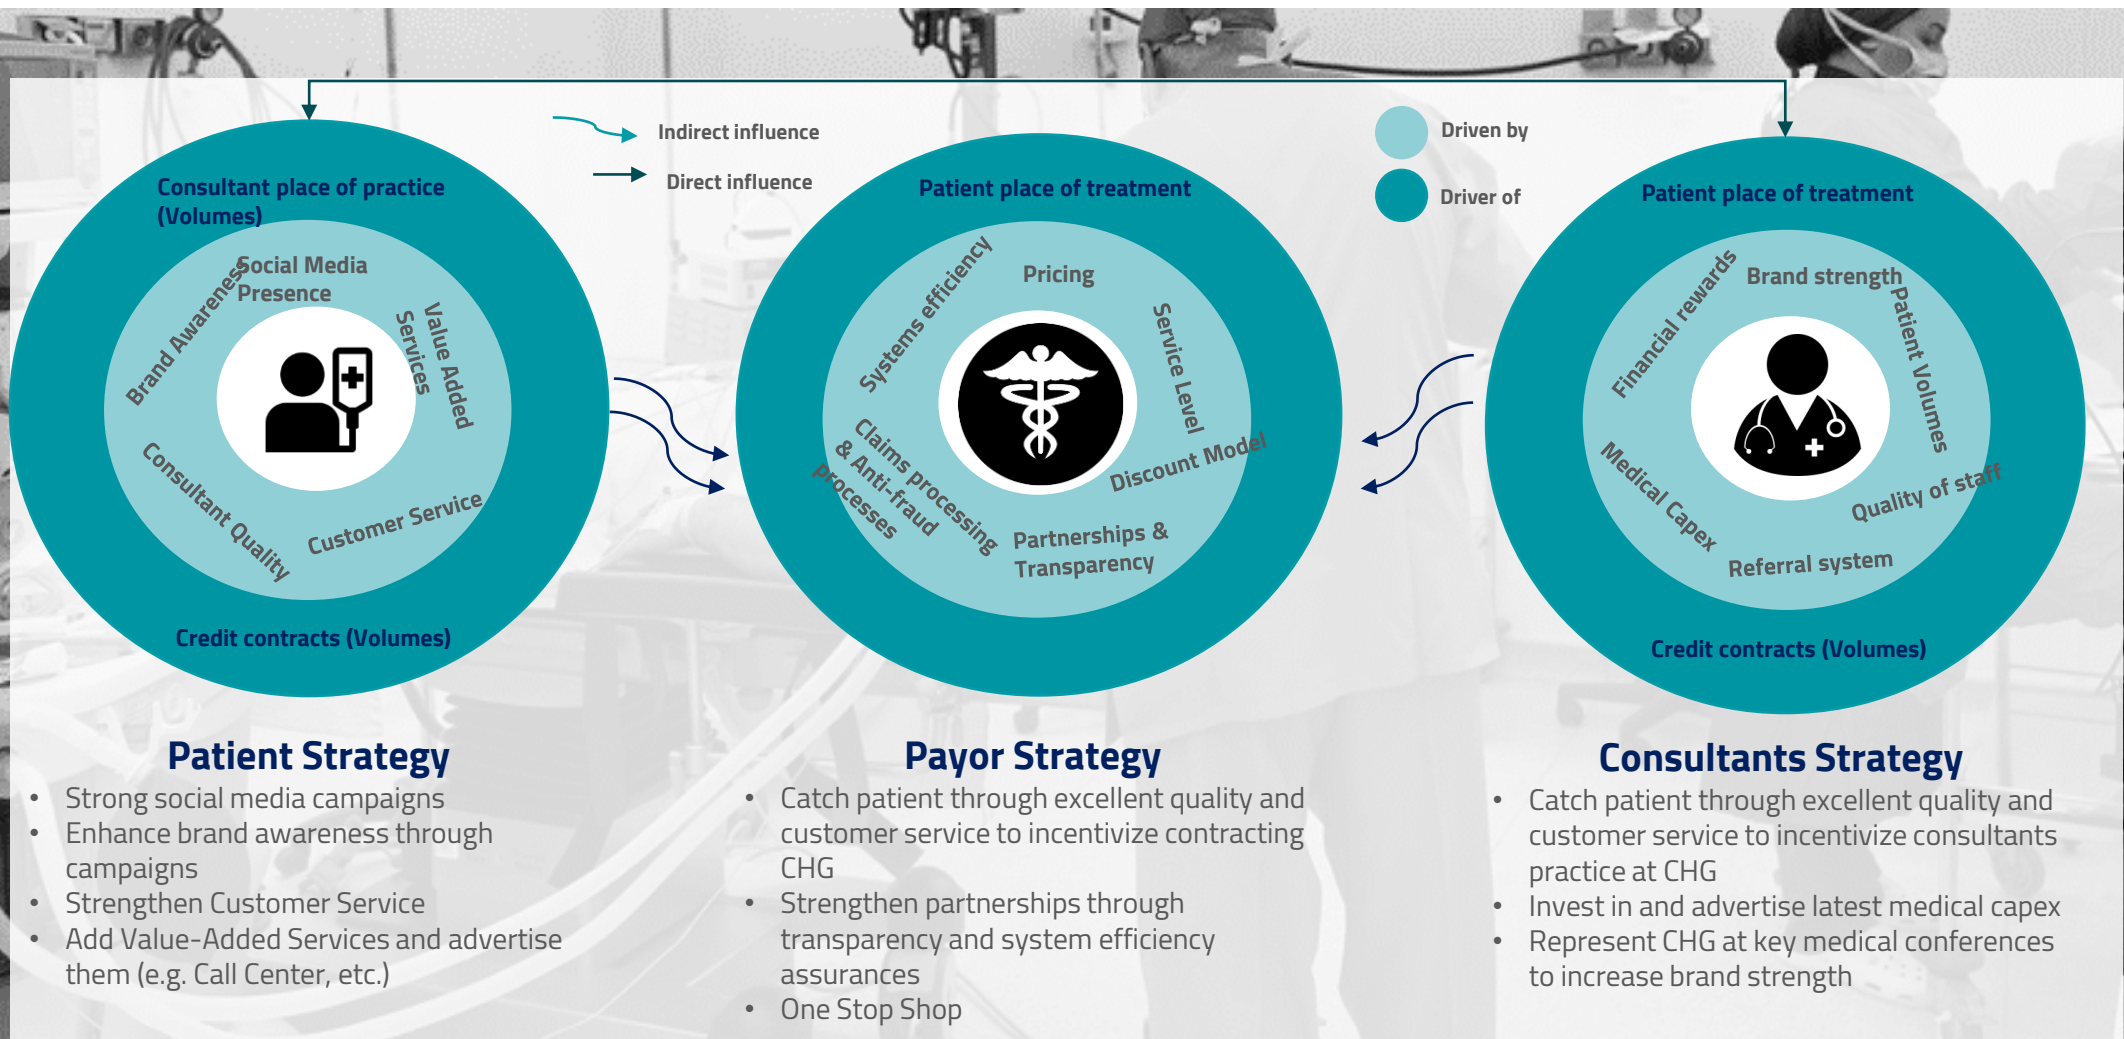 Indirect influence
Direct influence
Driven by
Driver of
Consultant place of practice
(Volumes)
Social Media
Presence
Brand Awareness
Value Added
Services
Consultant Quality
Customer Service
Credit contracts (Volumes)
Patient place of treatment
Systems efficiency
Pricing
Service Level
Discount Model
Claims processing
& Anti-fraud
processes
Partnerships &
Transparency
Patient place of treatment
Financial rewards
Brand strength
Patient Volumes
Medical Capex
Quality of staff
Referral system
Credit contracts (Volumes)
Patient Strategy
• Strong social media campaigns
• Enhance brand awareness through
campaigns
• Strengthen Customer Service
• Add Value-Added Services and advertise
them (e.g. Call Center, etc.)
Payor Strategy
• Catch patient through excellent quality and
customer service to incentivize contracting
CHG
• Strengthen partnerships through
transparency and system efficiency
assurances
• One Stop Shop
Consultants Strategy
• Catch patient through excellent quality and
customer service to incentivize consultants
practice at CHG
• Invest in and advertise latest medical capex
• Represent CHG at key medical conferences
to increase brand strength